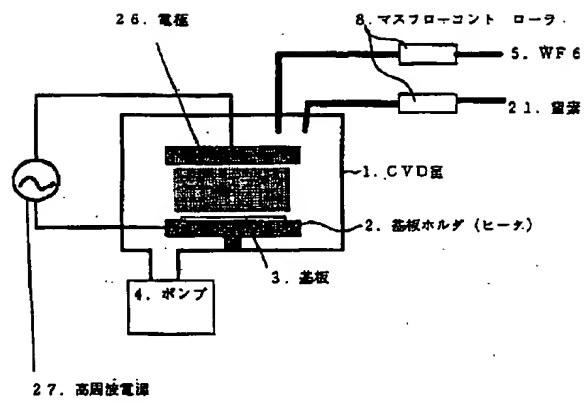 26. 電極
8. マスフローコントローラ
5. WF6
21. 窒素
1. CVD室
2. 基板ホルダ (ヒータ)
3. 基板
4. ポンプ
27. 高周波電源